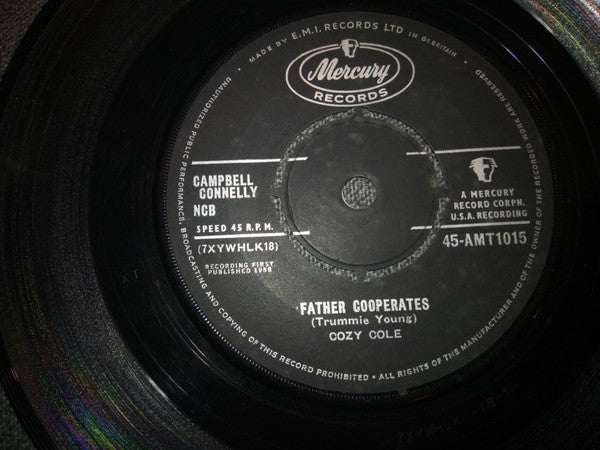 MADE BY E.M.I. RECORDS LTD IN GT.BRITAIN • ALL RIGHTS OF THE MANUFACTURER AND OF THE OWNER OF THE RECORDED WORK ARE RESERVED
UNAUTHORIZED PUBLIC PERFORMANCE, BROADCASTING AND COPYING OF THIS RECORD PROHIBITED
Mercury
RECORDS
CAMPBELL
CONNELLY
NCB
SPEED 45 R.P.M.
(7XYWHLK18)
RECORDING FIRST
PUBLISHED
A MERCURY
RECORD CORPN.
U.S.A. RECORDING
45-AMT1015
FATHER COOPERATES
(Trummie Young)
COZY COLE
7XYWHLK - 18 -